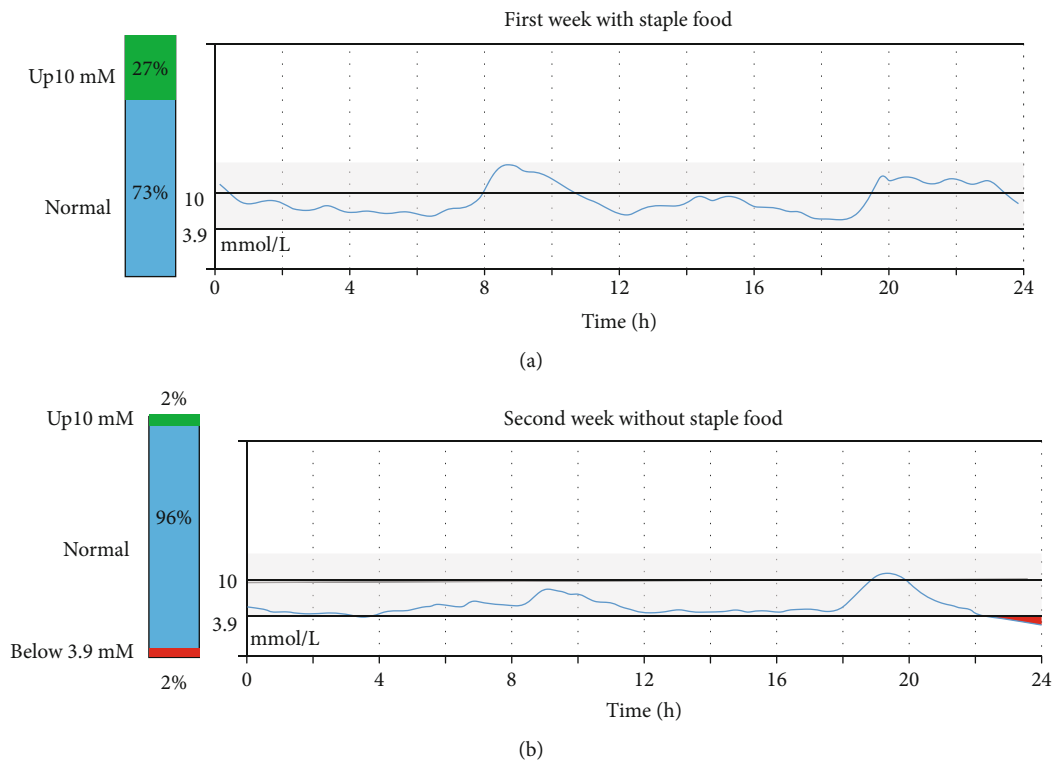 First week with staple food
Up10 mM
27%
Normal
73%
10
3.9
mmol/L
0 4 8 12 16 20 24
Time (h)
(a)
Second week without staple food
2%
Up10 mM
96%
Normal
10
3.9
mmol/L
Below 3.9 mM
2%
0 4 8 12 16 20 24
Time (h)
(b)